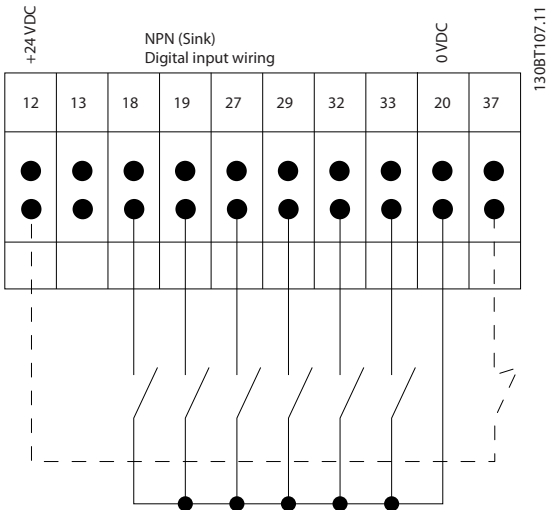 +24 VDC
NPN (Sink)
Digital input wiring
0 VDC
130BT107.11
12 13 18 19 27 29 32 33 20 37